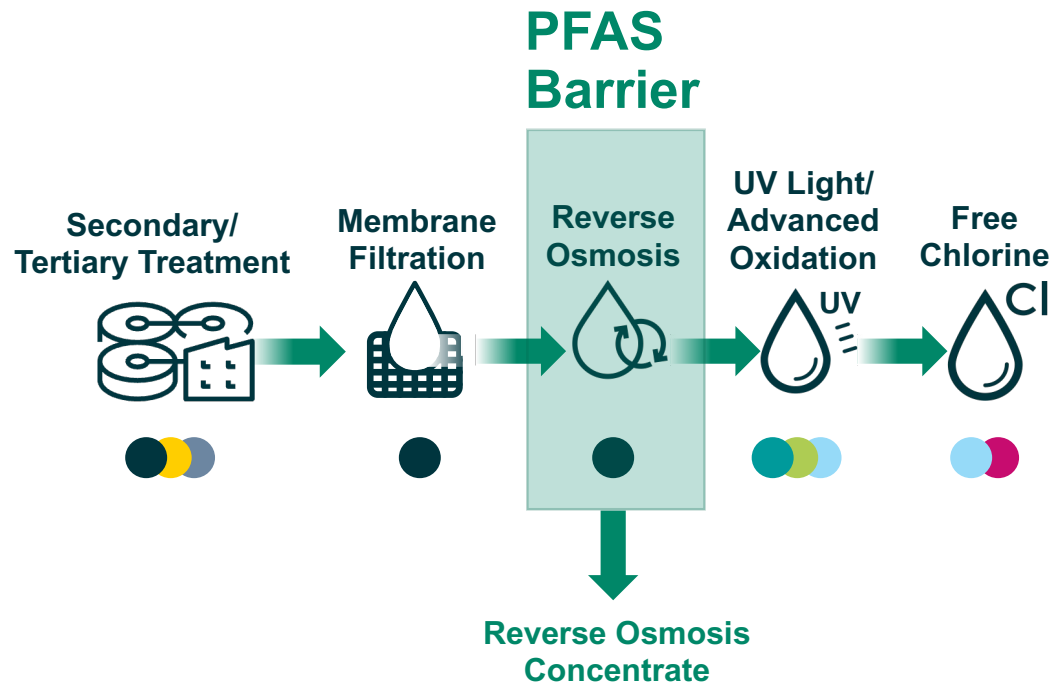 PFAS
Barrier
Secondary/
Tertiary Treatment
Membrane
Filtration
Reverse
Osmosis
UV Light/
Advanced
Oxidation
Free
Chlorine
UV
Cl
Reverse Osmosis
Concentrate